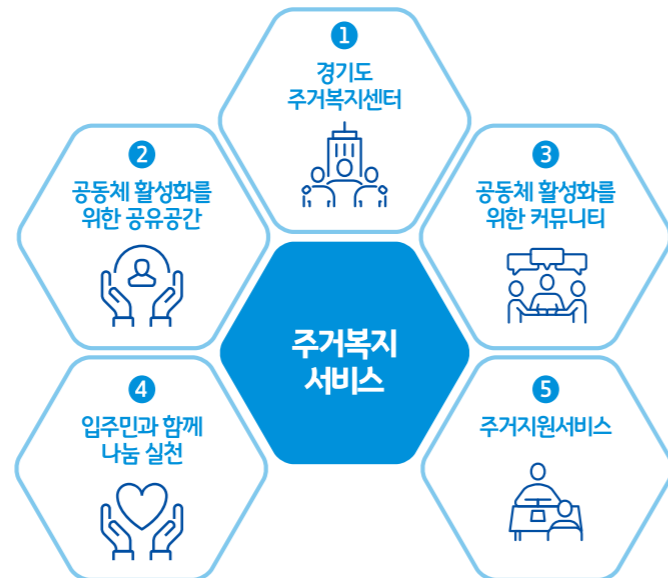 1
경기도
주거복지센터
2
공동체 활성화를
위한 공유공간
3
공동체 활성화를
위한 커뮤니티
주거복지
서비스
4
입주민과 함께
나눔 실천
5
주거지원서비스